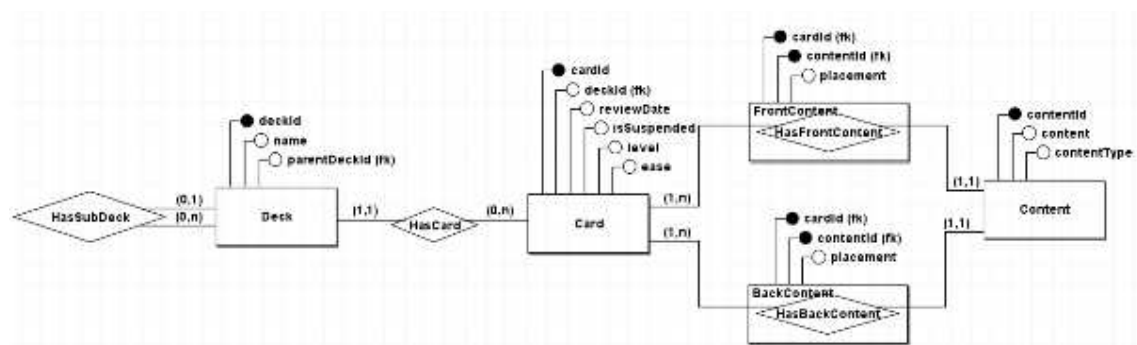 HasSubDeck
(0,1)
(0,n)
deckId
name
parentDeckId (fk)
Deck
(1,1)
HasCard
(0,n)
cardId
deckId (fk)
reviewDate
isSuspended
level
ease
Card
(1,n)
(1,n)
cardId (fk)
contentId (fk)
placement
FrontContent
HasFrontContent
(1,1)
cardId (fk)
contentId (fk)
placement
BackContent
HasBackContent
(1,1)
contentId
content
contentType
Content